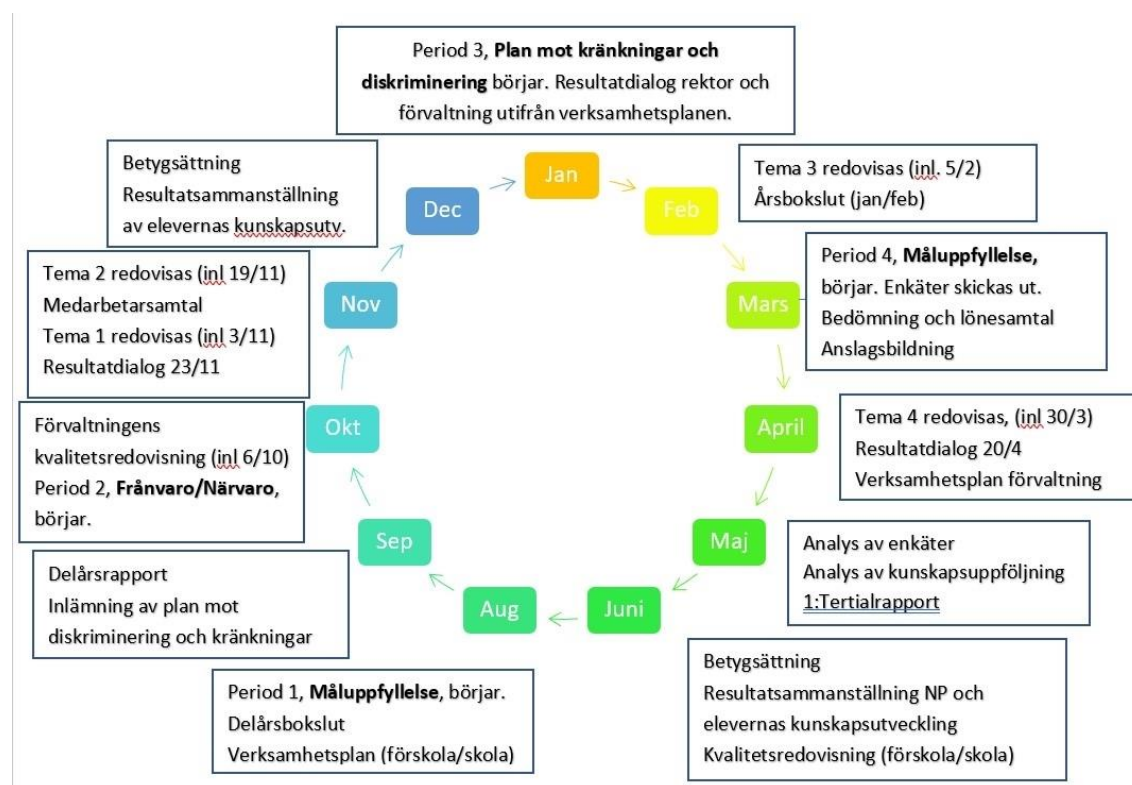 Period 3, Plan mot kränkningar och
diskriminering börjar. Resultatdialog rektor och
förvaltning utifrån verksamhetsplanen.
Jan
Tema 3 redovisas (inl. 5/2)
Årsbokslut (jan/feb)
Feb
Period 4, Måluppfyllelse,
börjar. Enkäter skickas ut.
Bedömning och lönesamtal
Anslagsbildning
Mars
Tema 4 redovisas, (inl 30/3)
Resultatdialog 20/4
Verksamhetsplan förvaltning
April
Analys av enkäter
Analys av kunskapsuppföljning
1:Tertialrapport
Maj
Betygsättning
Resultatsammanställning NP och
elevernas kunskapsutveckling
Kvalitetsredovisning (förskola/skola)
Juni
Period 1, Måluppfyllelse, börjar.
Delårsbokslut
Verksamhetsplan (förskola/skola)
Aug
Delårsrapport
Inlämning av plan mot
diskriminering och kränkningar
Sep
Förvaltningens
kvalitetsredovisning (inl 6/10)
Period 2, Frånvaro/Närvaro,
börjar.
Okt
Tema 2 redovisas (inl 19/11)
Medarbetarsamtal
Tema 1 redovisas (inl 3/11)
Resultatdialog 23/11
Nov
Betygsättning
Resultatsammanställning
av elevernas kunskapsutv.
Dec